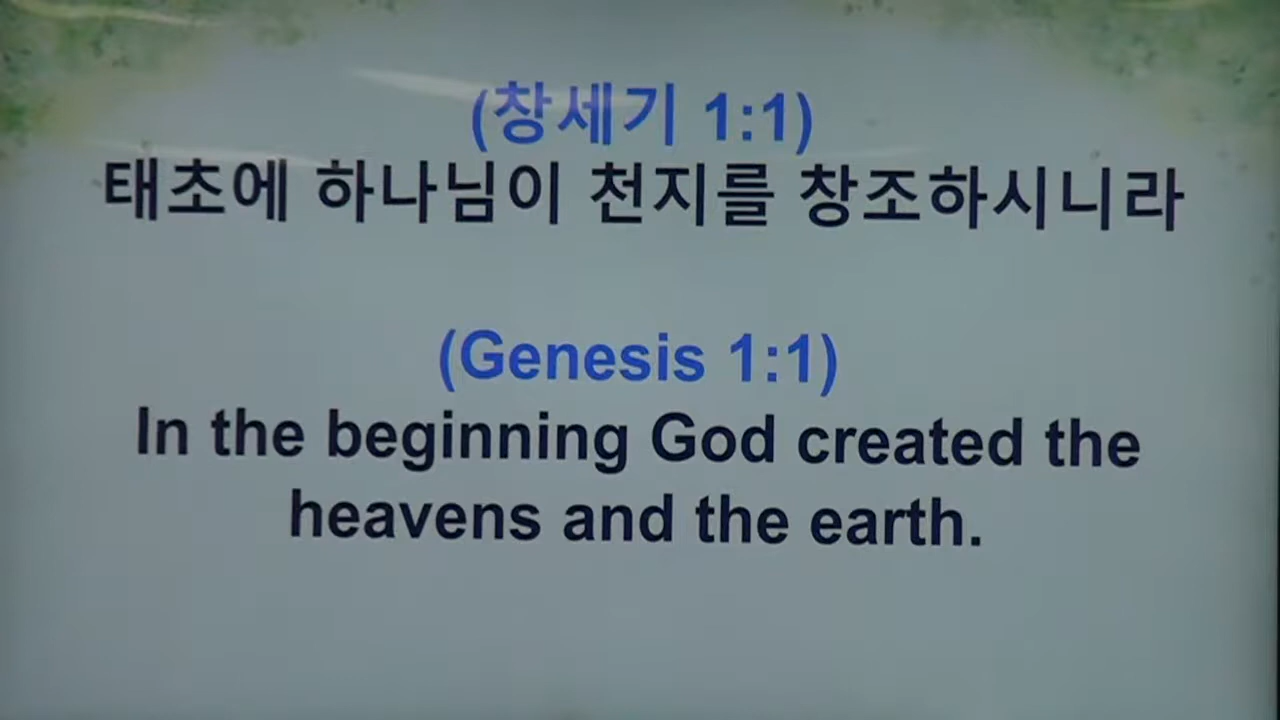 (창세기 1:1)
태초에 하나님이 천지를 창조하시니라
(Genesis 1:1)
In the beginning God created the
heavens and the earth.